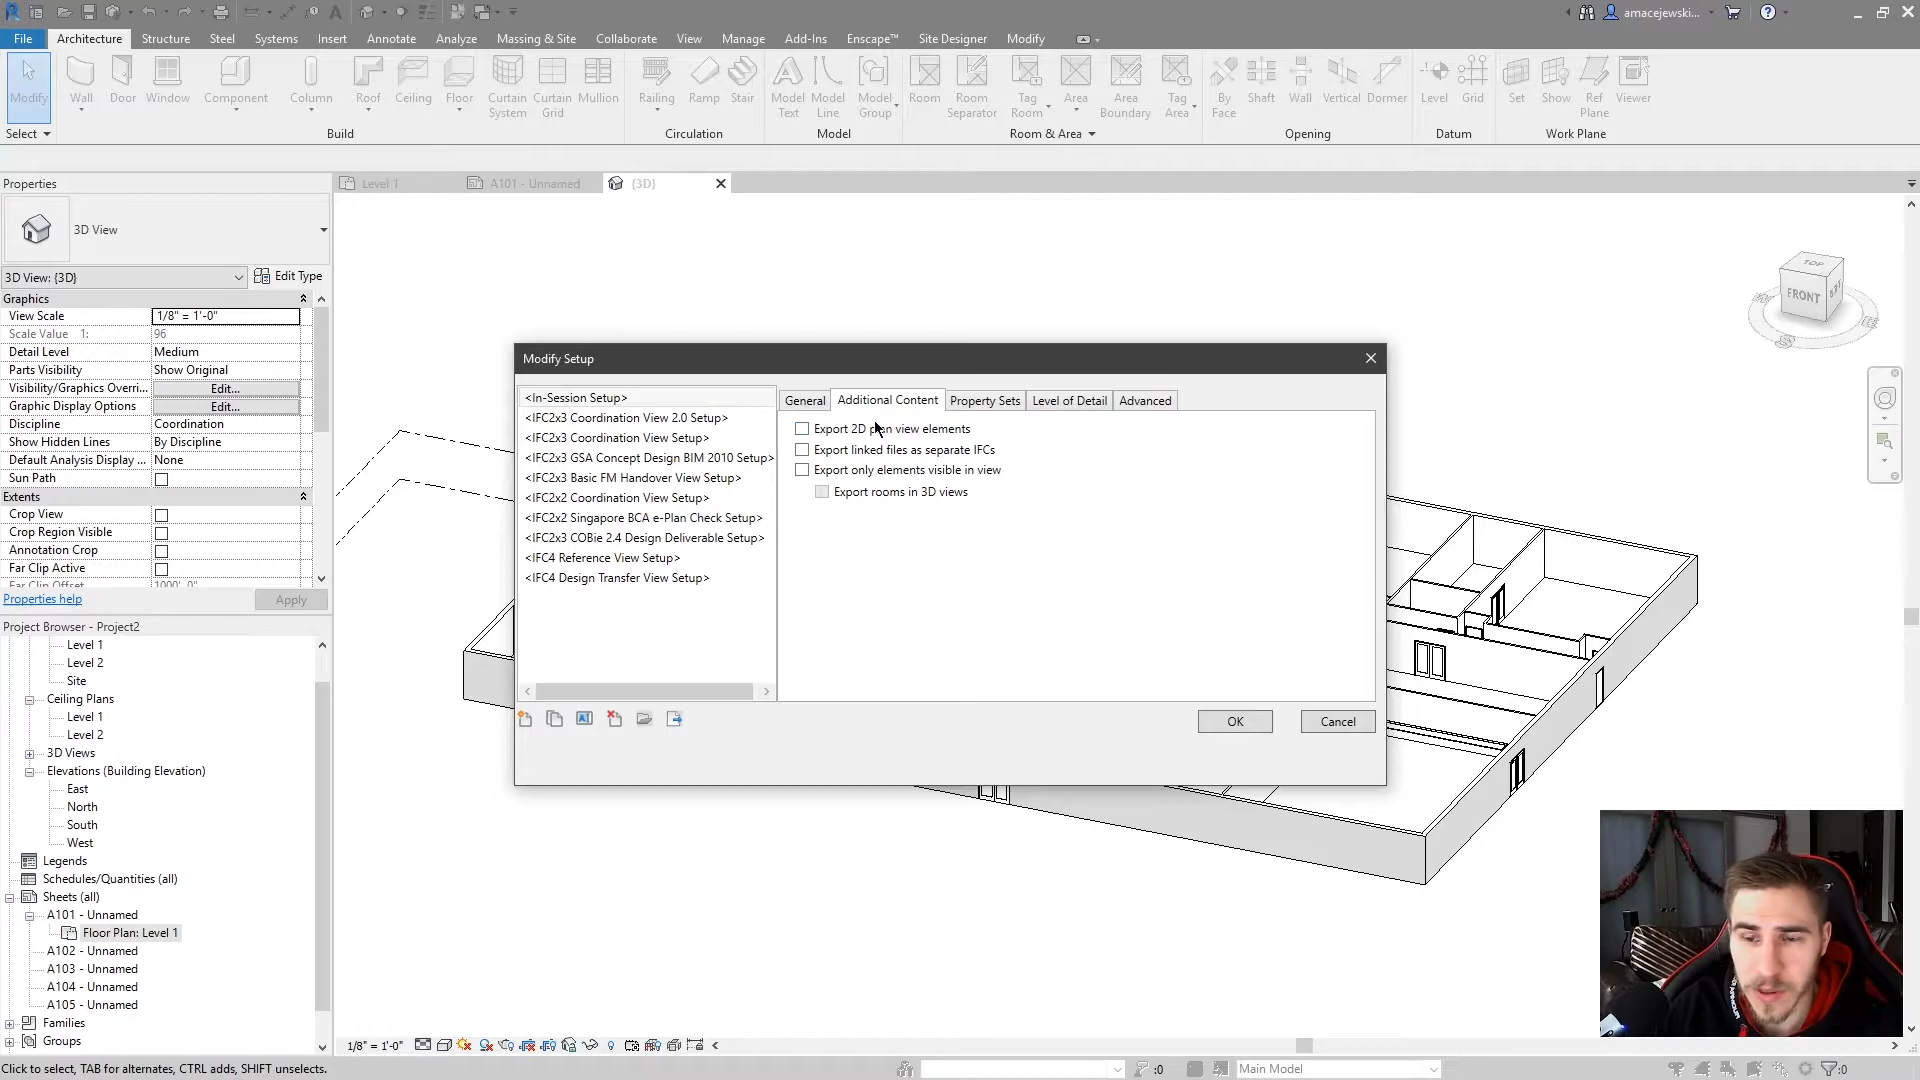 amacejewski...
File Architecture Structure Steel Systems Insert Annotate Analyze Massing & Site Collaborate View Manage Add-Ins Enscape™ Site Designer Modify
Modify Wall Door Window Component Column Roof Ceiling Floor Curtain System Curtain Grid Mullion Railing Ramp Stair Model Text Model Line Model Group Room Room Separator Tag Room Area Area Boundary Tag Area By Face Shaft Wall Vertical Dormer Level Grid Set Show Ref Plane Viewer
Select Build Circulation Model Room & Area Opening Datum Work Plane
Properties
Level 1 A101 - Unnamed {3D}
3D View
3D View: {3D} Edit Type
Graphics
View Scale 1/8" = 1'-0"
Scale Value 1: 96
Detail Level Medium
Parts Visibility Show Original
Visibility/Graphics Overri... Edit...
Graphic Display Options Edit...
Discipline Coordination
Show Hidden Lines By Discipline
Default Analysis Display ... None
Sun Path
Extents
Crop View
Crop Region Visible
Annotation Crop
Far Clip Active
Far Clip Offset 1000' 0"
Properties help Apply
Project Browser - Project2
Level 1
Level 2
Site
Ceiling Plans
Level 1
Level 2
3D Views
Elevations (Building Elevation)
East
North
South
West
Legends
Schedules/Quantities (all)
Sheets (all)
A101 - Unnamed
Floor Plan: Level 1
A102 - Unnamed
A103 - Unnamed
A104 - Unnamed
A105 - Unnamed
Families
Groups
Modify Setup
<In-Session Setup>
<IFC2x3 Coordination View 2.0 Setup>
<IFC2x3 Coordination View Setup>
<IFC2x3 GSA Concept Design BIM 2010 Setup>
<IFC2x3 Basic FM Handover View Setup>
<IFC2x2 Coordination View Setup>
<IFC2x2 Singapore BCA e-Plan Check Setup>
<IFC2x3 COBie 2.4 Design Deliverable Setup>
<IFC4 Reference View Setup>
<IFC4 Design Transfer View Setup>
General Additional Content Property Sets Level of Detail Advanced
Export 2D plan view elements
Export linked files as separate IFCs
Export only elements visible in view
Export rooms in 3D views
OK Cancel
TOP
FRONT
1/8" = 1'-0"
Click to select, TAB for alternates, CTRL adds, SHIFT unselects.
:0 Main Model :0